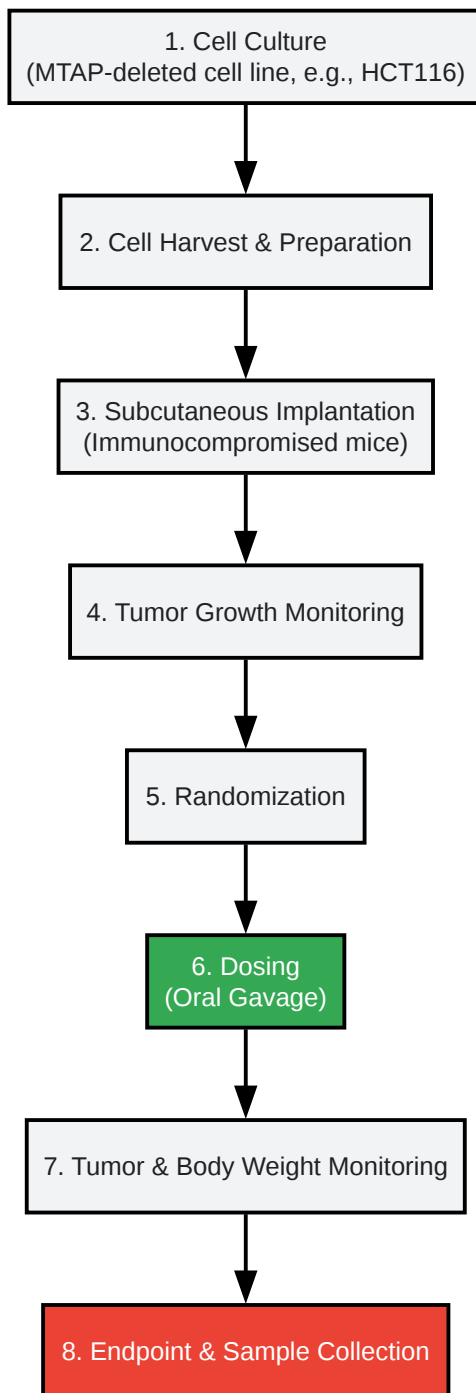 1. Cell Culture
(MTAP-deleted cell line, e.g., HCT116)
2. Cell Harvest & Preparation
3. Subcutaneous Implantation
(Immunocompromised mice)
4. Tumor Growth Monitoring
5. Randomization
6. Dosing
(Oral Gavage)
7. Tumor & Body Weight Monitoring
8. Endpoint & Sample Collection